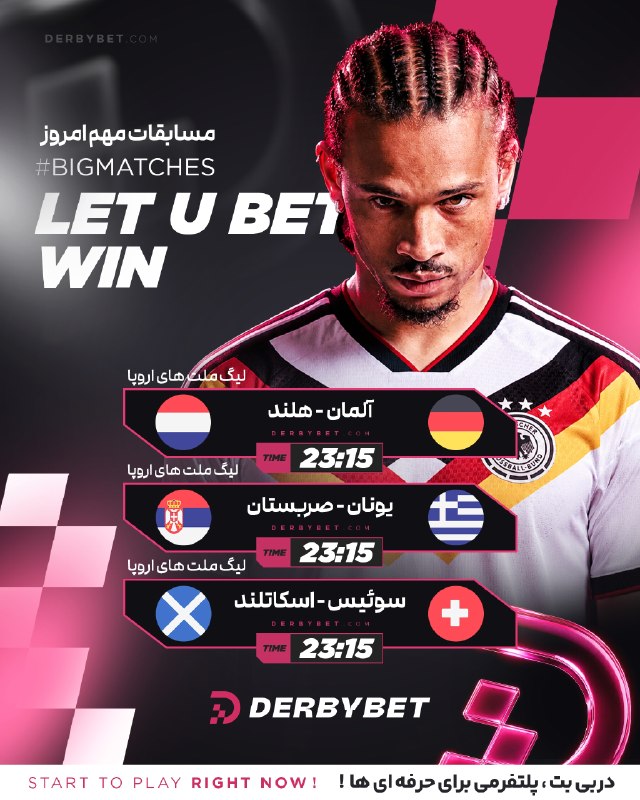 DERBYBET.COM
مسابقات مهم امروز
#BIGMATCHES
LET U BET
WIN
لیگ ملت های اروپا
آلمان - هلند
DERBYBET.COM
TIME 23:15
لیگ ملت های اروپا
یونان - صربستان
DERBYBET.COM
TIME 23:15
لیگ ملت های اروپا
سوئیس - اسکاتلند
DERBYBET.COM
TIME 23:15
DERBYBET
START TO PLAY RIGHT NOW!
دربی بت ، پلتفرمی برای حرفه ای ها !